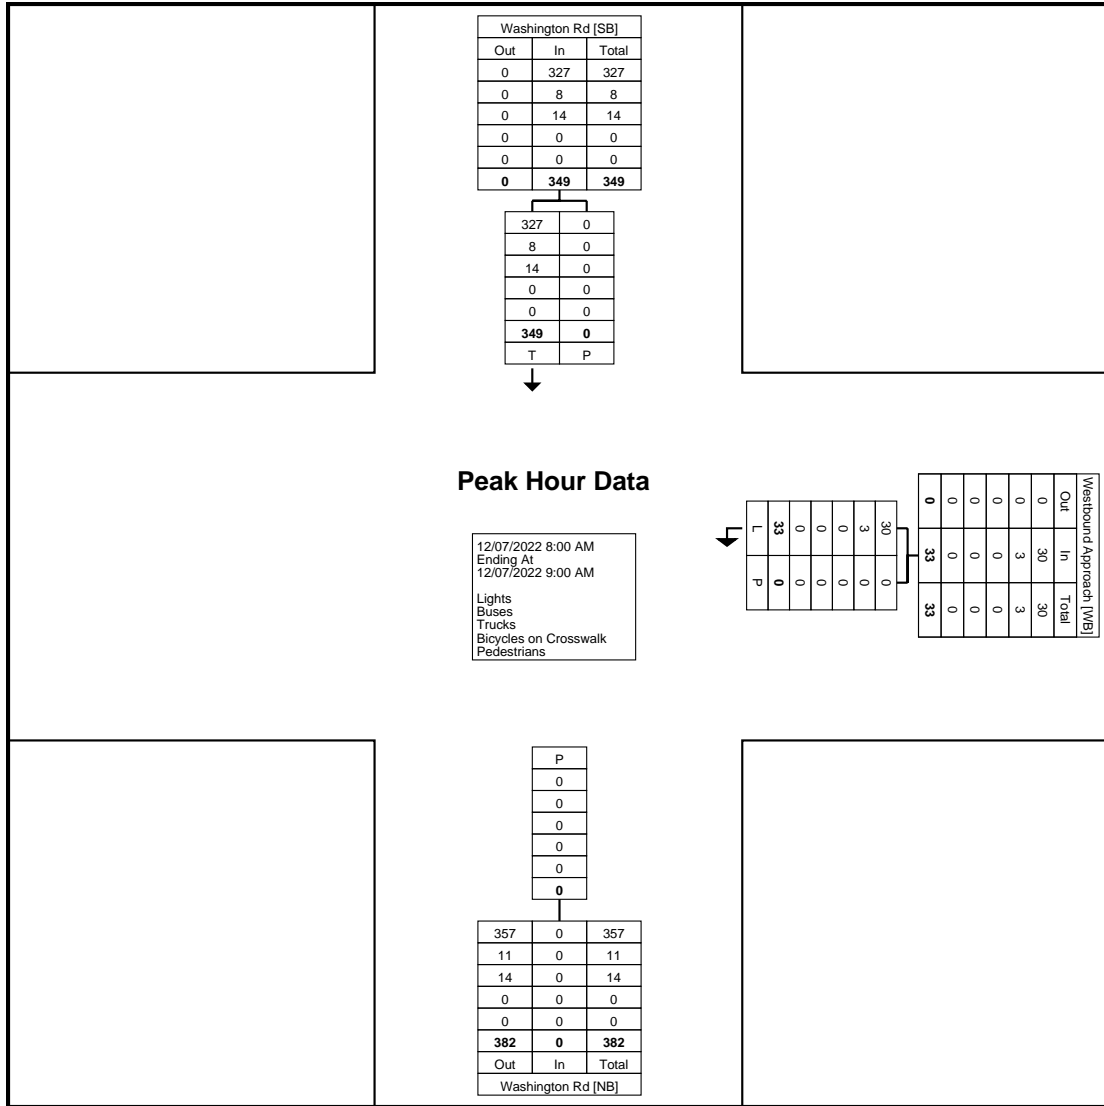 Washington Rd [SB]
Out In Total
0 327 327
0 8 8
0 14 14
0 0 0
0 0 0
0 349 349
327 0
8 0
14 0
0 0
0 0
349 0
T P
Peak Hour Data
12/07/2022 8:00 AM
Ending At
12/07/2022 9:00 AM
Lights
Buses
Trucks
Bicycles on Crosswalk
Pedestrians
Westbound Approach [WB]
Out In Total
0 30 30
0 3 3
0 0 0
0 0 0
0 0 0
0 33 33
30 0
3 0
0 0
0 0
0 0
33 0
L P
P
0
0
0
0
0
0
357 0 357
11 0 11
14 0 14
0 0 0
0 0 0
382 0 382
Out In Total
Washington Rd [NB]